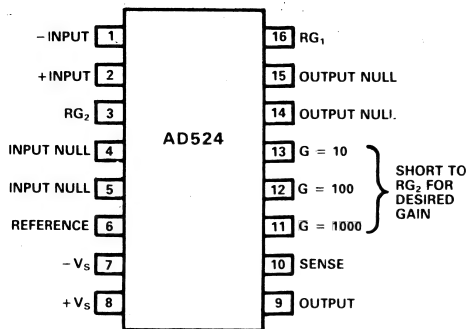 -INPUT 1
+INPUT 2
RG₂ 3
INPUT NULL 4
INPUT NULL 5
REFERENCE 6
-Vₛ 7
+Vₛ 8
AD524
16 RG₁
15 OUTPUT NULL
14 OUTPUT NULL
13 G = 10
12 G = 100
11 G = 1000
10 SENSE
9 OUTPUT
SHORT TO
RG₂ FOR
DESIRED
GAIN